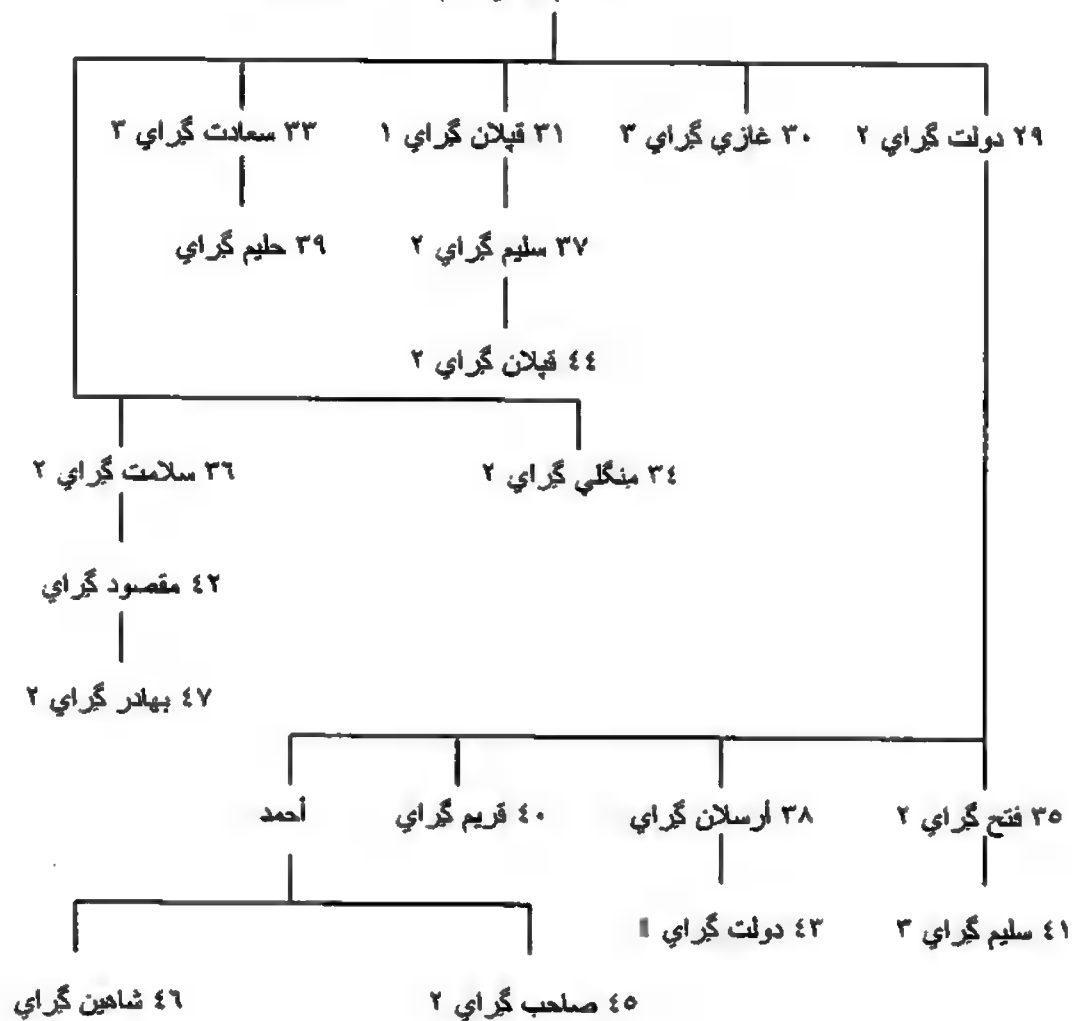 ٢٩ دولت گراي ٢
٣٠ غازي گراي ٣
٣١ قپلان گراي ١
٣٣ سعادت گراي ٣
٣٧ سليم گراي ٢
٣٩ حليم گراي
٤٤ قپلان گراي ٢
٣٤ منگلي گراي ٢
٣٦ سلامت گراي ٢
٤٢ مقصود گراي
٤٧ بهادر گراي ٢
٣٥ فتح گراي ٢
٣٨ أرسلان گراي
٤٠ قريم گراي
أحمد
٤١ سليم گراي ٣
٤٣ دولت گراي
٤٥ صاحب گراي ٢
٤٦ شاهين گراي